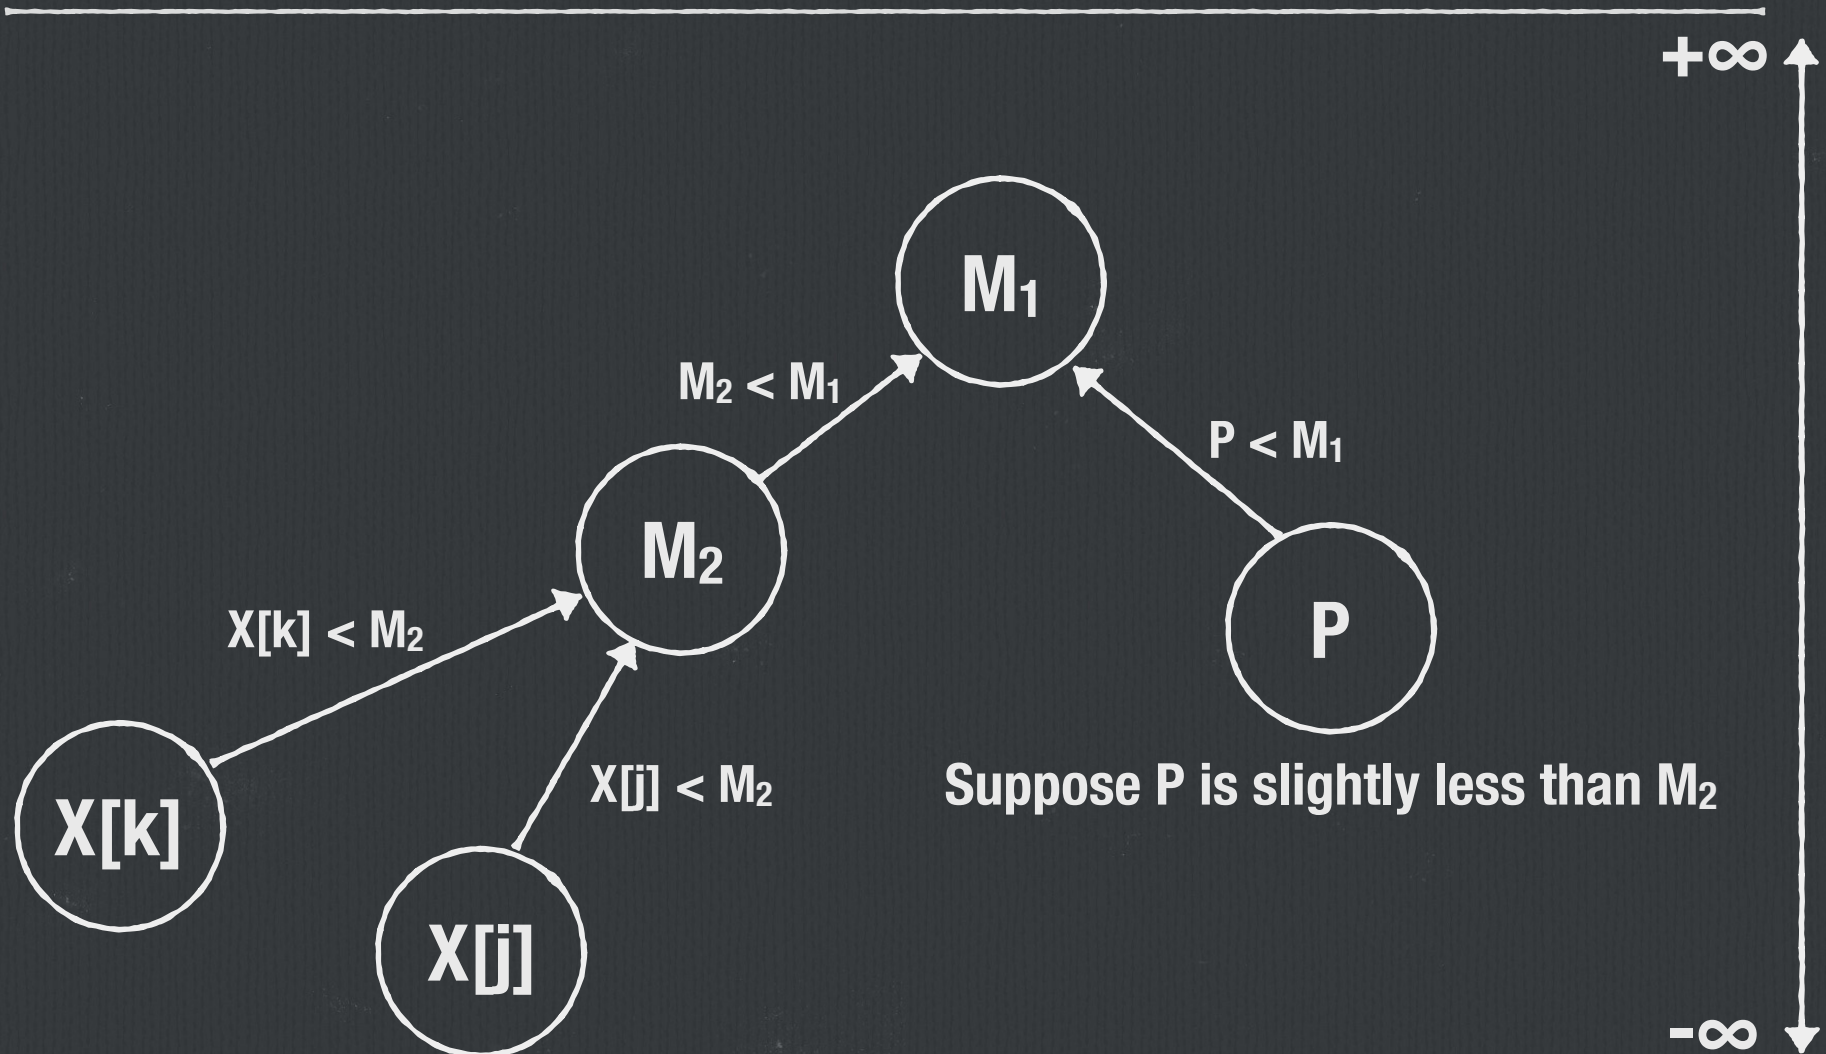 +∞
M₁
M₂ < M₁
P < M₁
M₂
P
X[k] < M₂
X[j] < M₂
Suppose P is slightly less than M₂
X[k]
X[j]
-∞